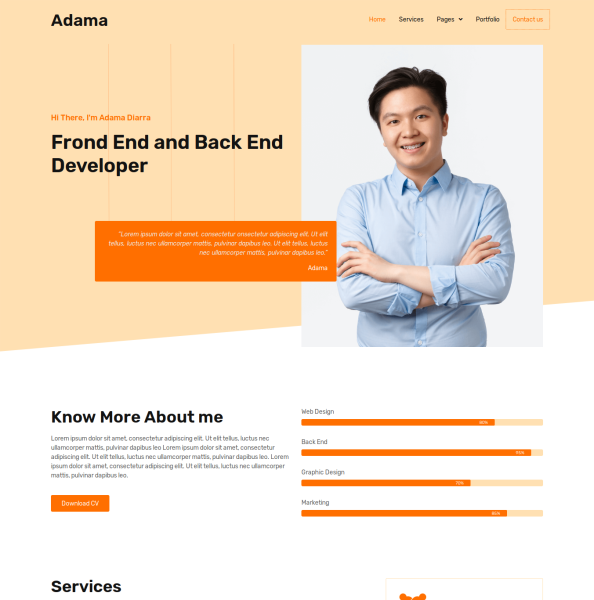 Adama
Home Services Pages Portfolio Contact us
Hi There, I'm Adama Diarra
Frond End and Back End
Developer
"Lorem ipsum dolor sit amet, consectetur onsectetur adipiscing elit. Ut elit
tellus, luctus nec ullamcorper mattis, pulvinar dapibus leo. Ut elit tellus, luctus
nec ullamcorper mattis, pulvinar dapibus leo."
Adama
Know More About me
Lorem ipsum dolor sit amet, consectetur adipiscing elit. Ut elit tellus, luctus nec
ullamcorper mattis, pulvinar dapibus leo Lorem ipsum dolor sit amet, consectetur
adipiscing elit. Ut elit tellus, luctus nec ullamcorper mattis, pulvinar dapibus leo. Lorem
ipsum dolor sit amet, consectetur adipiscing elit. Ut elit tellus, luctus nec ullamcorper
mattis, pulvinar dapibus leo.
Download CV
Web Design
80%
Back End
95%
Graphic Design
70%
Marketing
85%
Services